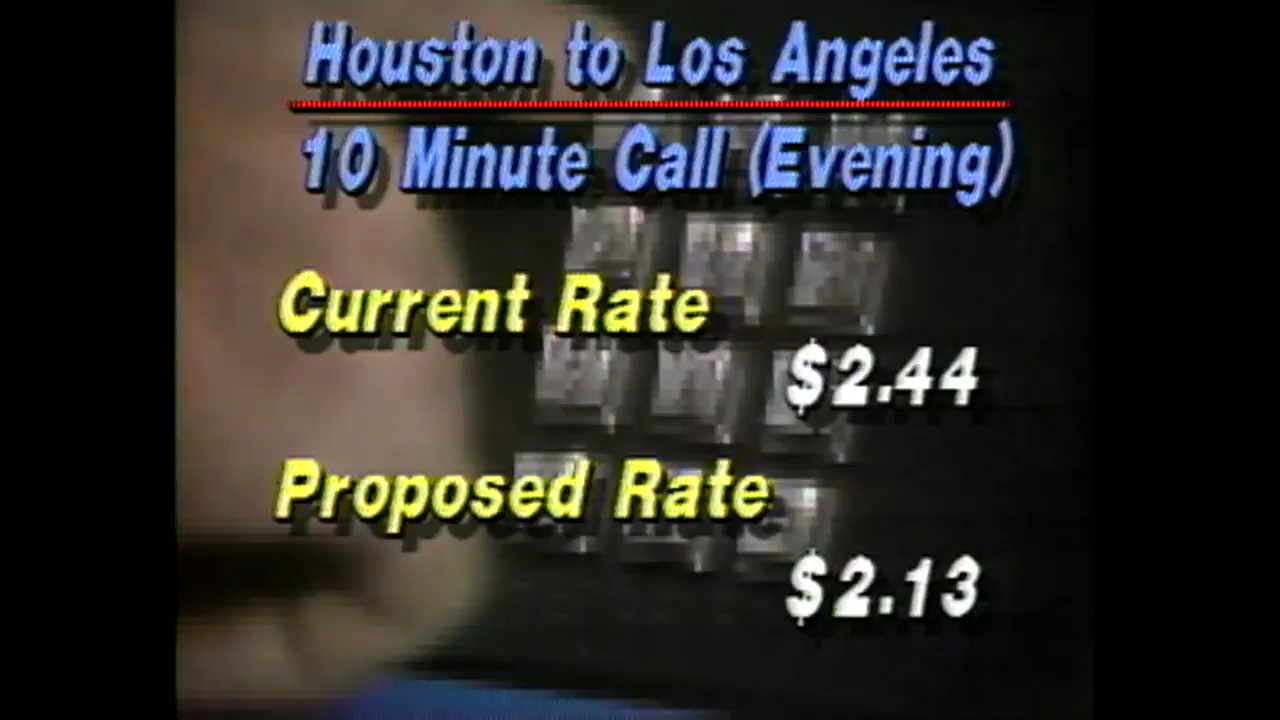 Houston to Los Angeles
10 Minute Call (Evening)
Current Rate
$2.44
Proposed Rate
$2.13